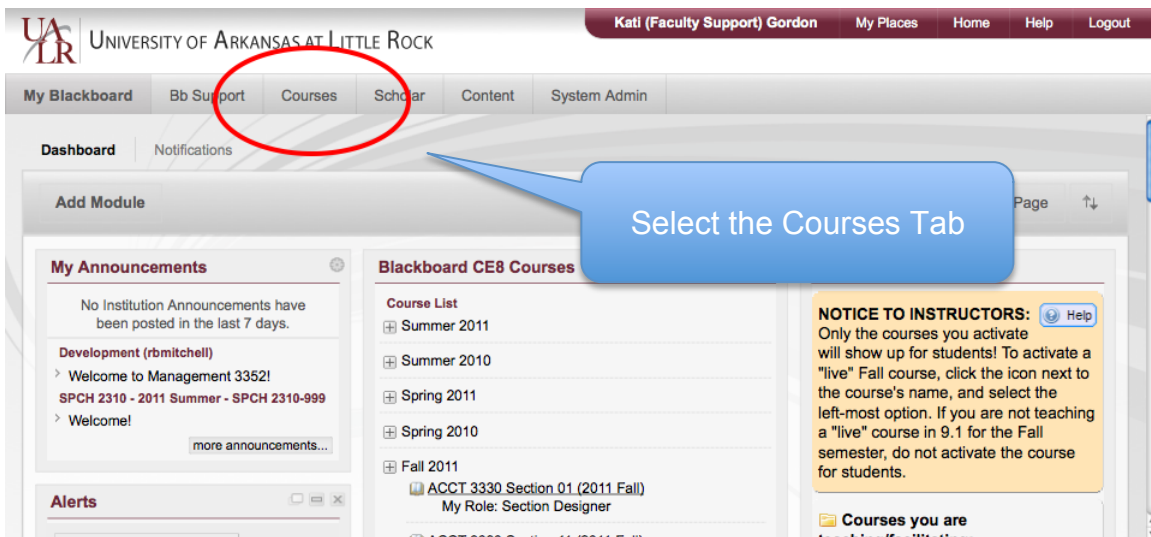 Kati (Faculty Support) Gordon My Places Home Help Logout
UALR UNIVERSITY OF ARKANSAS AT LITTLE ROCK
My Blackboard Bb Support Courses Scholar Content System Admin
Dashboard Notifications
Add Module
Page
Select the Courses Tab
My Announcements
No Institution Announcements have
been posted in the last 7 days.
Development (rbmitchell)
Welcome to Management 3352!
SPCH 2310 - 2011 Summer - SPCH 2310-999
Welcome!
more announcements...
Alerts
Blackboard CE8 Courses
Course List
Summer 2011
Summer 2010
Spring 2011
Spring 2010
Fall 2011
ACCT 3330 Section 01 (2011 Fall)
My Role: Section Designer
NOTICE TO INSTRUCTORS: Help
Only the courses you activate
will show up for students! To activate a
"live" Fall course, click the icon next to
the course's name, and select the
left-most option. If you are not teaching
a "live" course in 9.1 for the Fall
semester, do not activate the course
for students.
Courses you are
teaching/facilitating: